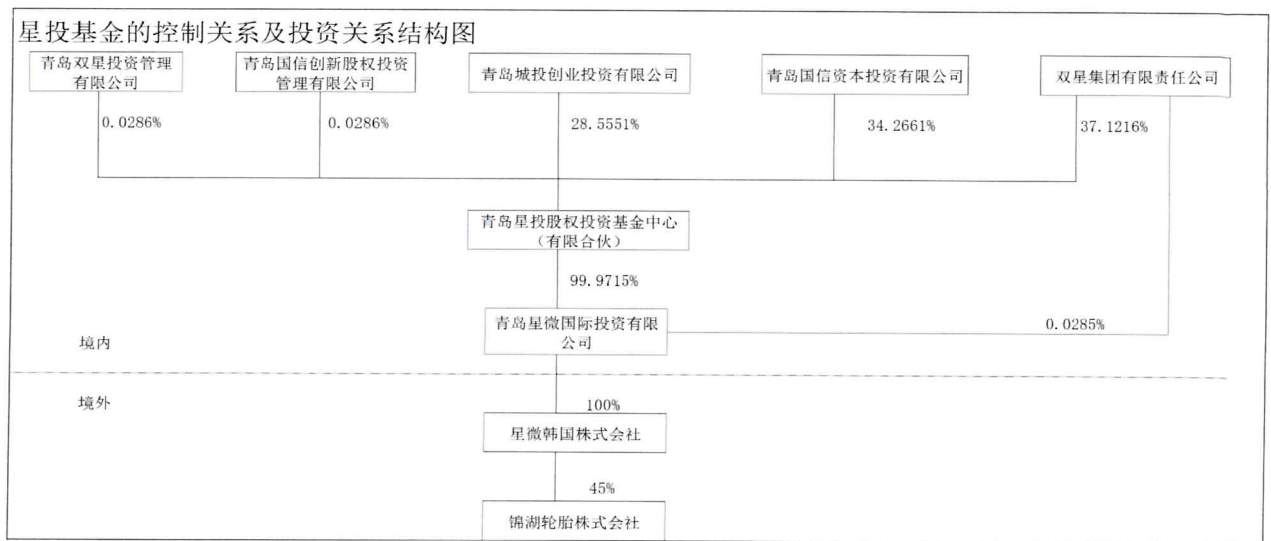 星投基金的控制关系及投资关系结构图
青岛双星投资管理
有限公司
青岛国信创新股权投资
管理有限公司
青岛城投创业投资有限公司
青岛国信资本投资有限公司
双星集团有限责任公司
0.0286%
0.0286%
28.5551%
34.2661%
37.1216%
青岛星投股权投资基金中心
（有限合伙）
99.9715%
青岛星微国际投资有限
公司
0.0285%
境内
境外
100%
星微韩国株式会社
45%
锦湖轮胎株式会社